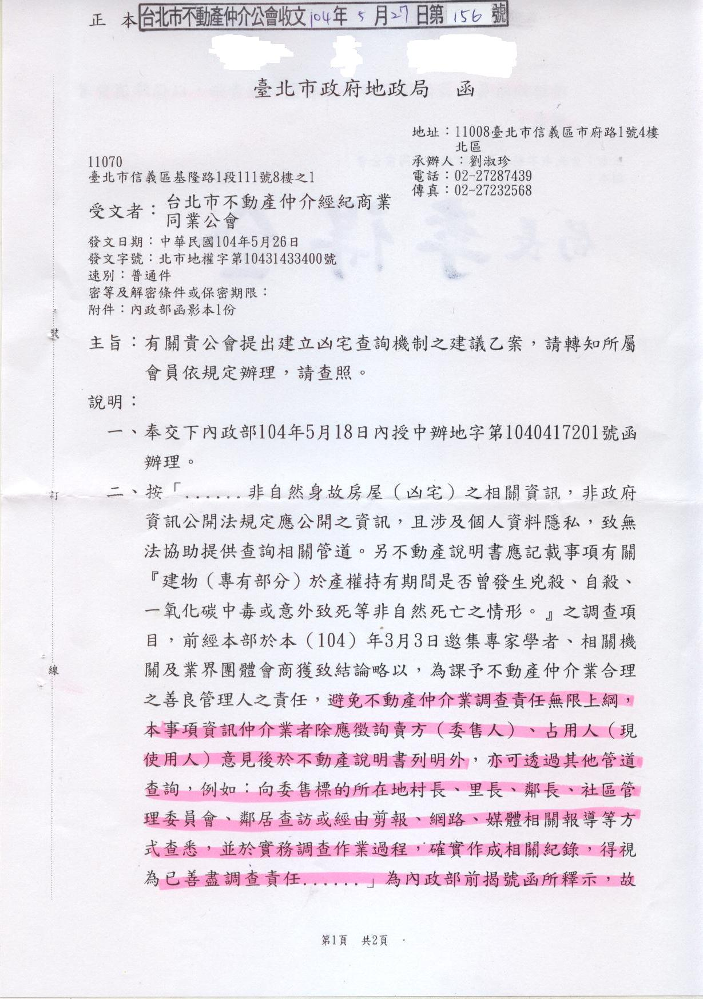 正　本
台北市不動產仲介公會收文104年5月27日第156號
臺北市政府地政局　函
地址：11008臺北市信義區市府路1號4樓
北區
承辦人：劉淑珍
電話：02-27287439
傳真：02-27232568
11070
臺北市信義區基隆路1段111號8樓之1
受文者：台北市不動產仲介經紀商業
同業公會
發文日期：中華民國104年5月26日
發文字號：北市地權字第10431433400號
速別：普通件
密等及解密條件或保密期限：
附件：內政部函影本1份
主旨：有關貴公會提出建立凶宅查詢機制之建議乙案，請轉知所屬
會員依規定辦理，請查照。
說明：
一、奉交下內政部104年5月18日內授中辦地字第1040417201號函
辦理。
二、按「......非自然身故房屋（凶宅）之相關資訊，非政府
資訊公開法規定應公開之資訊，且涉及個人資料隱私，致無
法協助提供查詢相關管道。另不動產說明書應記載事項有關
『建物（專有部分）於產權持有期間是否曾發生兇殺、自殺、
一氧化碳中毒或意外致死等非自然死亡之情形。』之調查項
目，前經本部於本（104）年3月3日邀集專家學者、相關機
關及業界團體會商獲致結論略以，為課予不動產仲介業合理
之善良管理人之責任，避免不動產仲介業調查責任無限上綱，
本事項資訊仲介業者除應徵詢賣方（委售人）、占用人（現
使用人）意見後於不動產說明書列明外，亦可透過其他管道
查詢，例如：向委售標的所在地村長、里長、鄰長、社區管
理委員會、鄰居查訪或經由剪報、網路、媒體相關報導等方
式查悉，並於實務調查作業過程，確實作成相關紀錄，得視
為已善盡調查責任......」為內政部前揭號函所釋示，故
裝
訂
線
第1頁　共2頁